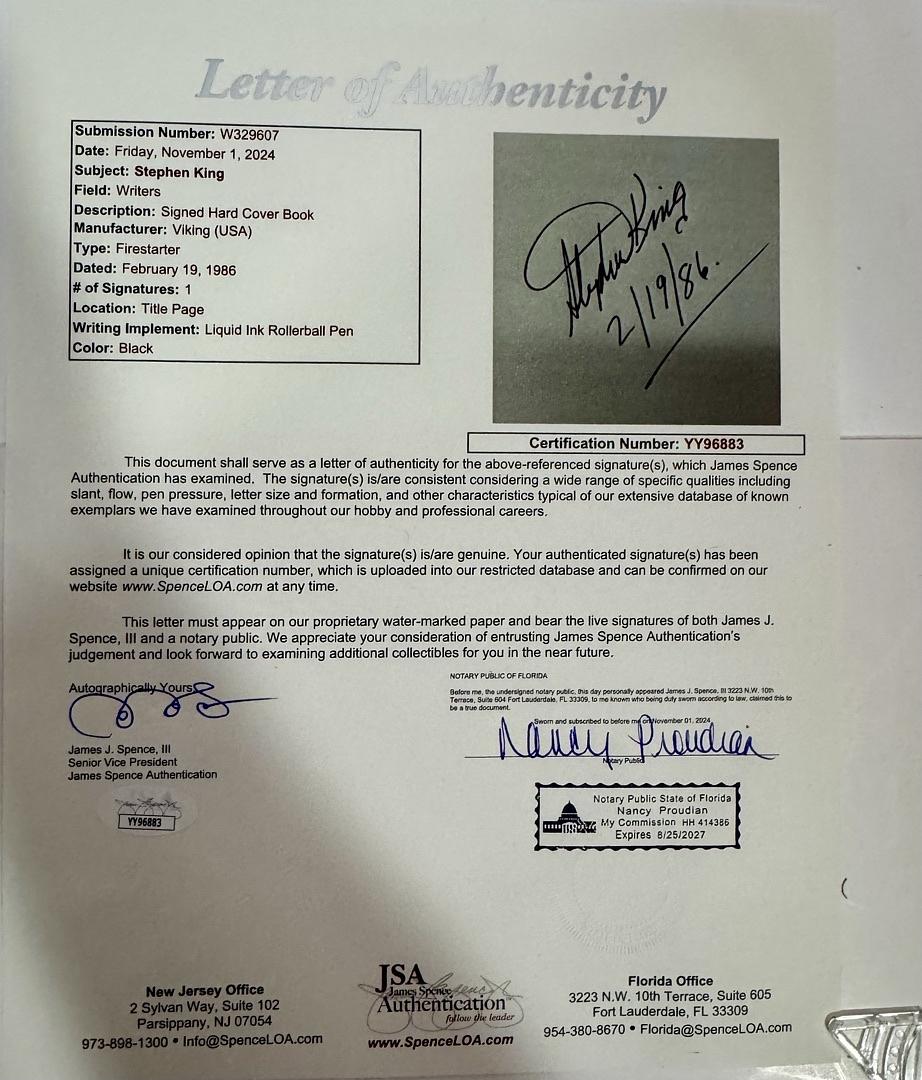 Letter of Authenticity
Submission Number: W329607
Date: Friday, November 1, 2024
Subject: Stephen King
Field: Writers
Description: Signed Hard Cover Book
Manufacturer: Viking (USA)
Type: Firestarter
Dated: February 19, 1986
# of Signatures: 1
Location: Title Page
Writing Implement: Liquid Ink Rollerball Pen
Color: Black
Stephen King
2/19/86.
Certification Number: YY96883
This document shall serve as a letter of authenticity for the above-referenced signature(s), which James Spence
Authentication has examined. The signature(s) is/are consistent considering a wide range of specific qualities including
slant, flow, pen pressure, letter size and formation, and other characteristics typical of our extensive database of known
exemplars we have examined throughout our hobby and professional careers.
It is our considered opinion that the signature(s) is/are genuine. Your authenticated signature(s) has been
assigned a unique certification number, which is uploaded into our restricted database and can be confirmed on our
website www.SpenceLOA.com at any time.
This letter must appear on our proprietary water-marked paper and bear the live signatures of both James J.
Spence, III and a notary public. We appreciate your consideration of entrusting James Spence Authentication's
judgement and look forward to examining additional collectibles for you in the near future.
Autographically Yours,
James J. Spence, III
Senior Vice President
James Spence Authentication
YY96883
NOTARY PUBLIC OF FLORIDA
Before me, the undersigned notary public, this day personally appeared James J. Spence, III 3223 N.W. 10th
Terrace, Suite 604 Fort Lauderdale, FL 33309, to me known who being duly sworn according to law, claimed this to
be a true document.
Sworn and subscribed to before me on November 01, 2024
Nancy Proudian
Notary Public
Notary Public State of Florida
Nancy Proudian
My Commission HH 414386
Expires 8/25/2027
New Jersey Office
2 Sylvan Way, Suite 102
Parsippany, NJ 07054
973-898-1300 • Info@SpenceLOA.com
JSA
James Spence
Authentication
follow the leader
www.SpenceLOA.com
Florida Office
3223 N.W. 10th Terrace, Suite 605
Fort Lauderdale, FL 33309
954-380-8670 • Florida@SpenceLOA.com